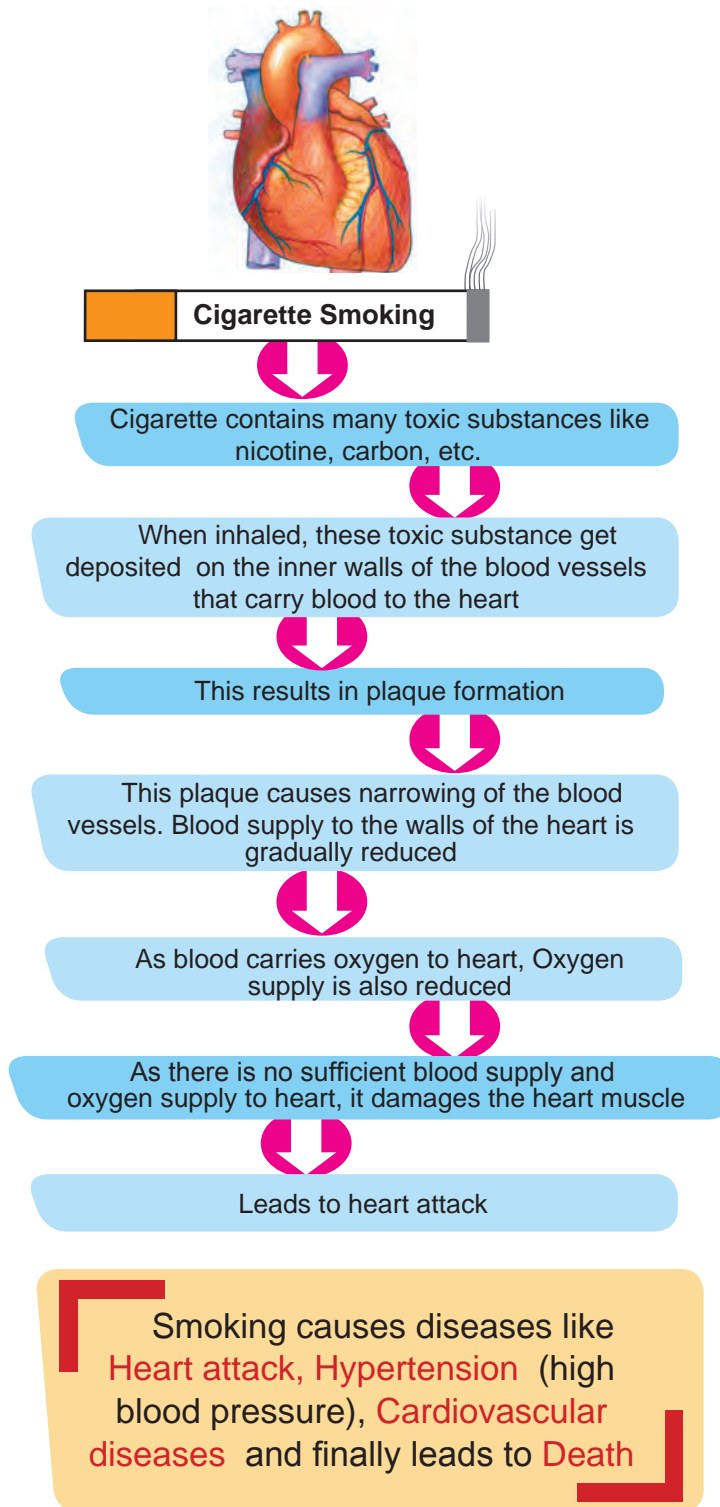 Cigarette Smoking
Cigarette contains many toxic substances like
nicotine, carbon, etc.
When inhaled, these toxic substance get
deposited on the inner walls of the blood vessels
that carry blood to the heart
This results in plaque formation
This plaque causes narrowing of the blood
vessels. Blood supply to the walls of the heart is
gradually reduced
As blood carries oxygen to heart, Oxygen
supply is also reduced
As there is no sufficient blood supply and
oxygen supply to heart, it damages the heart muscle
Leads to heart attack
Smoking causes diseases like
Heart attack, Hypertension (high
blood pressure), Cardiovascular
diseases and finally leads to Death